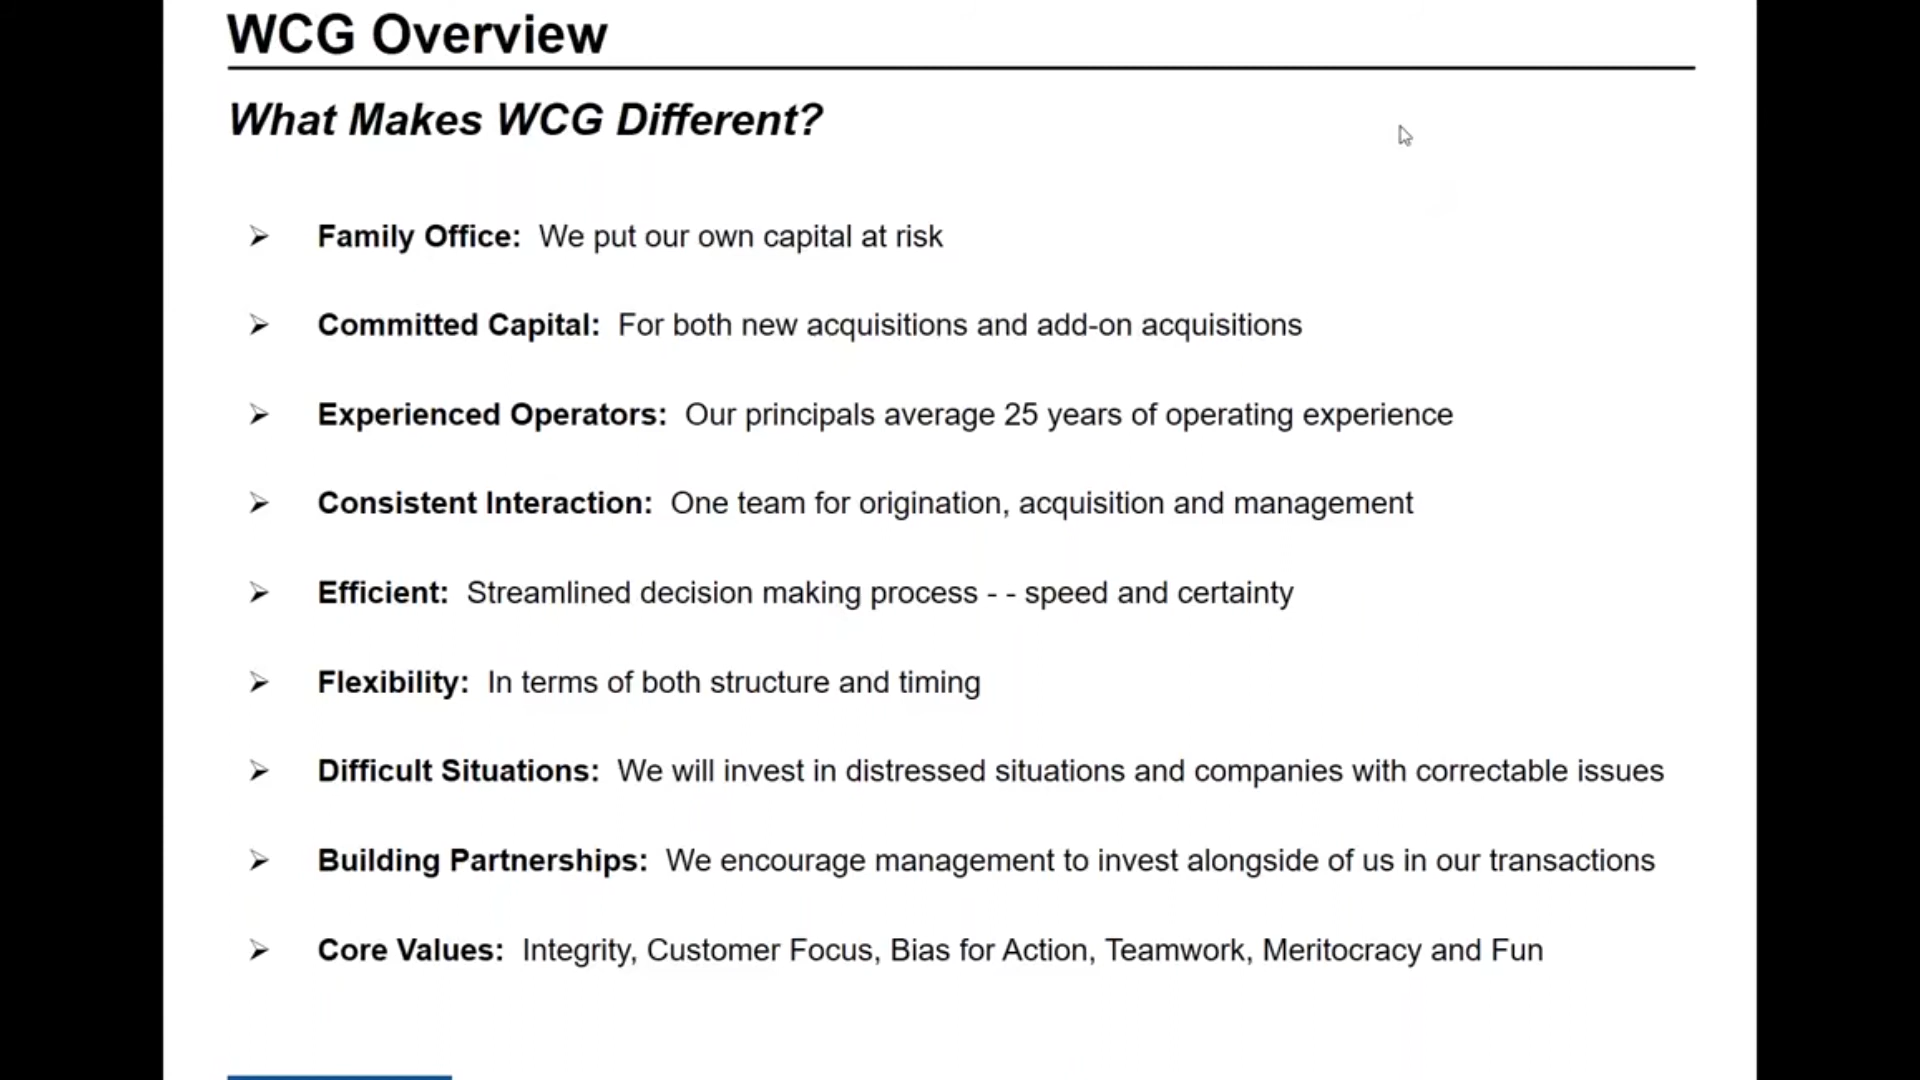 WCG Overview
What Makes WCG Different?
➢ Family Office: We put our own capital at risk
➢ Committed Capital: For both new acquisitions and add-on acquisitions
➢ Experienced Operators: Our principals average 25 years of operating experience
➢ Consistent Interaction: One team for origination, acquisition and management
➢ Efficient: Streamlined decision making process - - speed and certainty
➢ Flexibility: In terms of both structure and timing
➢ Difficult Situations: We will invest in distressed situations and companies with correctable issues
➢ Building Partnerships: We encourage management to invest alongside of us in our transactions
➢ Core Values: Integrity, Customer Focus, Bias for Action, Teamwork, Meritocracy and Fun